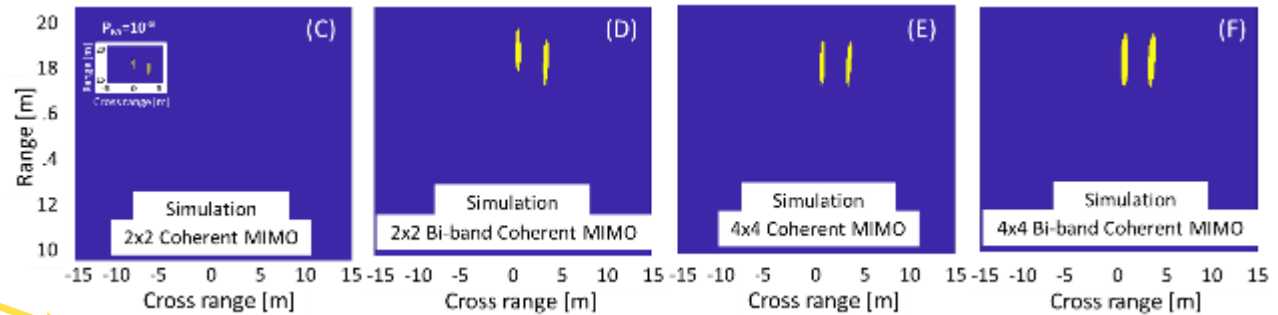 20
18
.6
.4
12
10
Range [m]
(C)
Cross range [m]
Simulation
2x2 Coherent MIMO
-15 -10 -5 0 5 10 15
Cross range [m]
(D)
Simulation
2x2 Bi-band Coherent MIMO
-15 -10 -5 0 5 10 15
Cross range [m]
(E)
Simulation
4x4 Coherent MIMO
-15 -10 -5 0 5 10 15
Cross range [m]
(F)
Simulation
4x4 Bi-band Coherent MIMO
-15 -10 -5 0 5 10 15
Cross range [m]